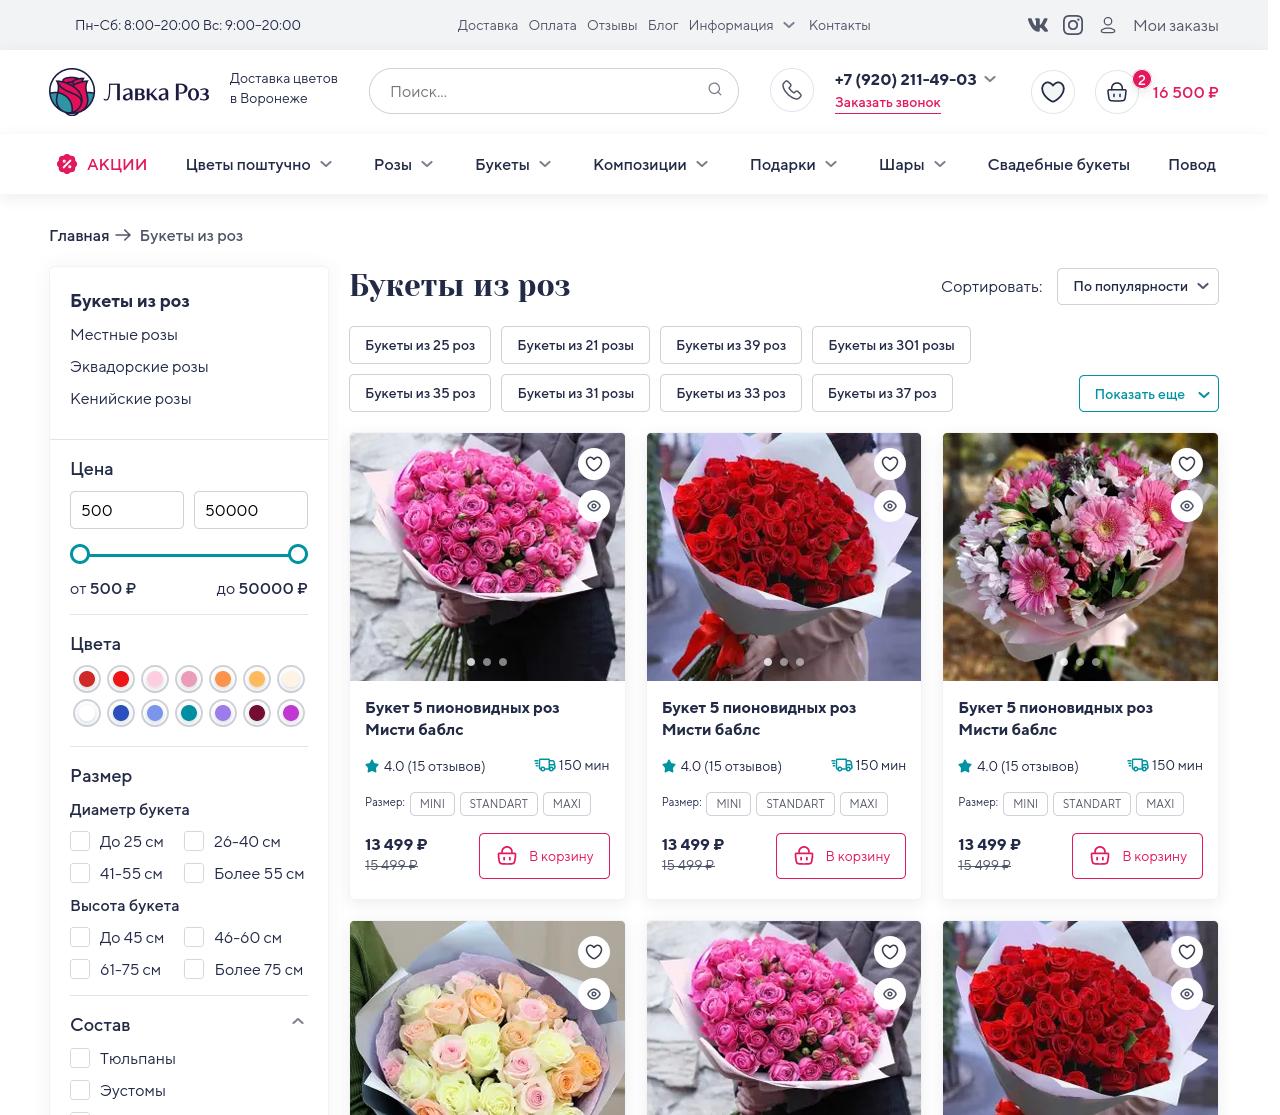 Пн-Сб: 8:00-20:00 Вс: 9:00-20:00
Доставка Оплата Отзывы Блог Информация Контакты
Мои заказы
Лавка Роз
Доставка цветов
в Воронеже
Поиск...
+7 (920) 211-49-03
Заказать звонок
2
16 500 ₽
АКЦИИ Цветы поштучно Розы Букеты Композиции Подарки Шары Свадебные букеты Повод
Главная → Букеты из роз
Букеты из роз
Местные розы
Эквадорские розы
Кенийские розы
Цена
500 50000
от 500 ₽ до 50000 ₽
Цвета
Размер
Диаметр букета
До 25 см 26-40 см
41-55 см Более 55 см
Высота букета
До 45 см 46-60 см
61-75 см Более 75 см
Состав
Тюльпаны
Эустомы
Букеты из роз
Сортировать: По популярности
Букеты из 25 роз Букеты из 21 розы Букеты из 39 роз Букеты из 301 розы
Букеты из 35 роз Букеты из 31 розы Букеты из 33 роз Букеты из 37 роз
Показать еще
Букет 5 пионовидных роз
Мисти баблс
4.0 (15 отзывов) 150 мин
Размер: MINI STANDART MAXI
13 499 ₽
15 499 ₽
В корзину
Букет 5 пионовидных роз
Мисти баблс
4.0 (15 отзывов) 150 мин
Размер: MINI STANDART MAXI
13 499 ₽
15 499 ₽
В корзину
Букет 5 пионовидных роз
Мисти баблс
4.0 (15 отзывов) 150 мин
Размер: MINI STANDART MAXI
13 499 ₽
15 499 ₽
В корзину